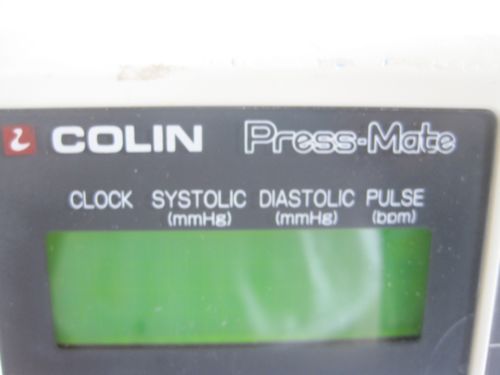 COLIN Press-Mate
CLOCK SYSTOLIC DIASTOLIC PULSE
(mmHg) (mmHg) (bpm)